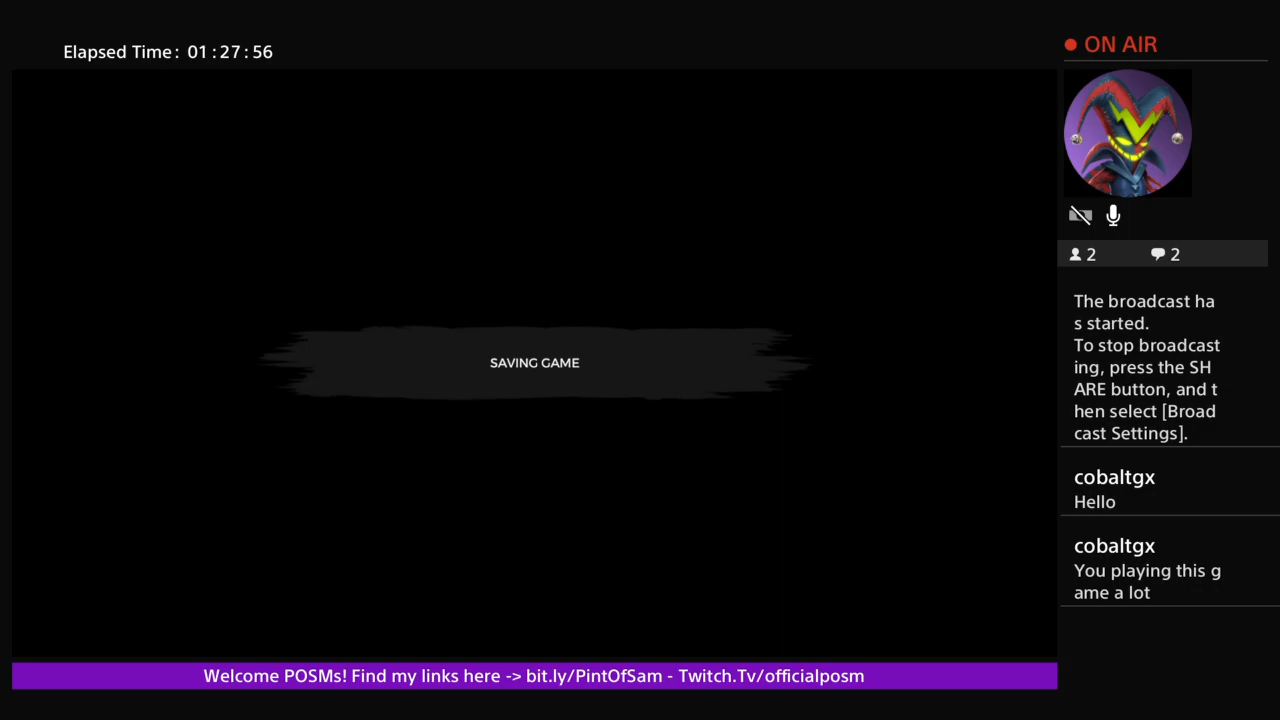 Elapsed Time: 01:27:56
ON AIR
2 2
The broadcast ha
s started.
To stop broadcast
ing, press the SH
ARE button, and t
hen select [Broad
cast Settings].
cobaltgx
Hello
cobaltgx
You playing this g
ame a lot
SAVING GAME
Welcome POSMs! Find my links here -> bit.ly/PintOfSam - Twitch.Tv/officialposm